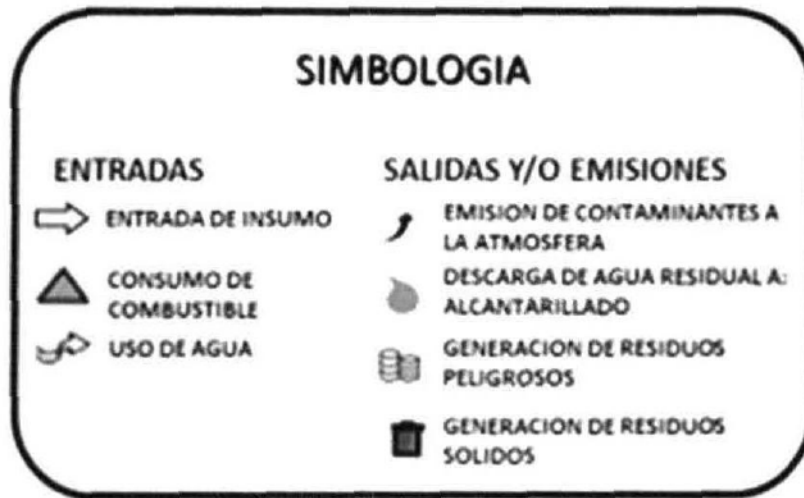 SIMBOLOGIA
ENTRADAS
ENTRADA DE INSUMO
CONSUMO DE
COMBUSTIBLE
USO DE AGUA
SALIDAS Y/O EMISIONES
EMISION DE CONTAMINANTES A
LA ATMOSFERA
DESCARGA DE AGUA RESIDUAL A:
ALCANTARILLADO
GENERACION DE RESIDUOS
PELIGROSOS
GENERACION DE RESIDUOS
SOLIDOS